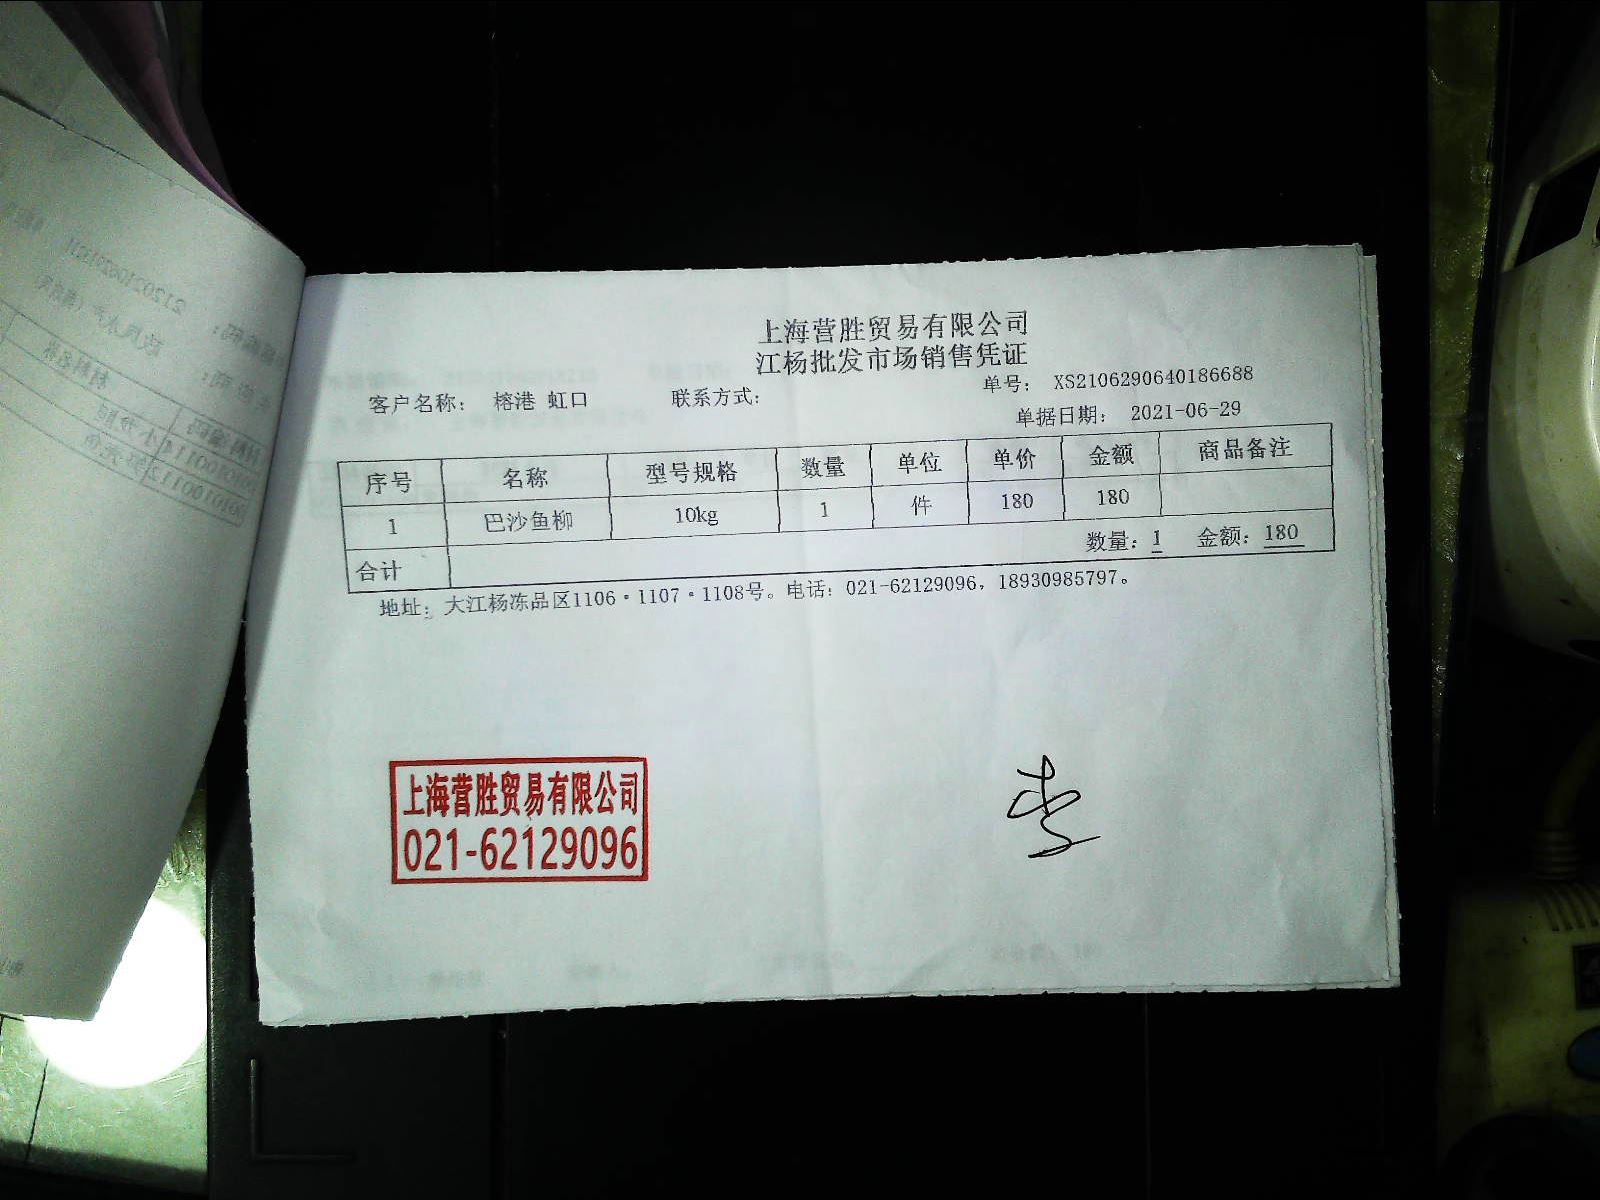 上海营胜贸易有限公司
江杨批发市场销售凭证
单号： XS2106290640186688
客户名称： 榕港 虹口 联系方式： 单据日期： 2021-06-29
序号 名称 型号规格 数量 单位 单价 金额 商品备注
1 巴沙鱼柳 10kg 1 件 180 180
合计 数量：1 金额：180
地址：大江杨冻品区1106·1107·1108号。电话：021-62129096，18930985797。
上海营胜贸易有限公司
021-62129096